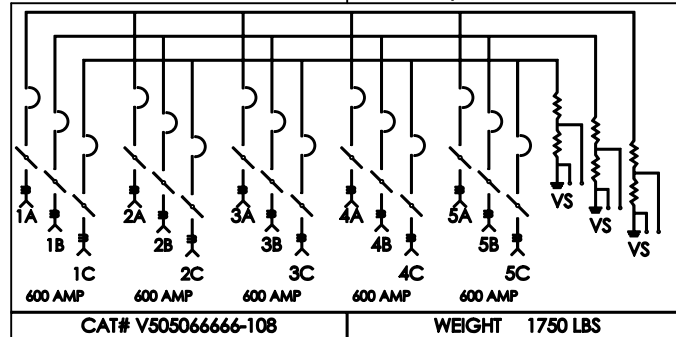 1A 2A 3A 4A 5A
1B 2B 3B 4B 5B
1C 2C 3C 4C 5C
VS VS VS
600 AMP 600 AMP 600 AMP 600 AMP 600 AMP
CAT# V505066666-108
WEIGHT 1750 LBS